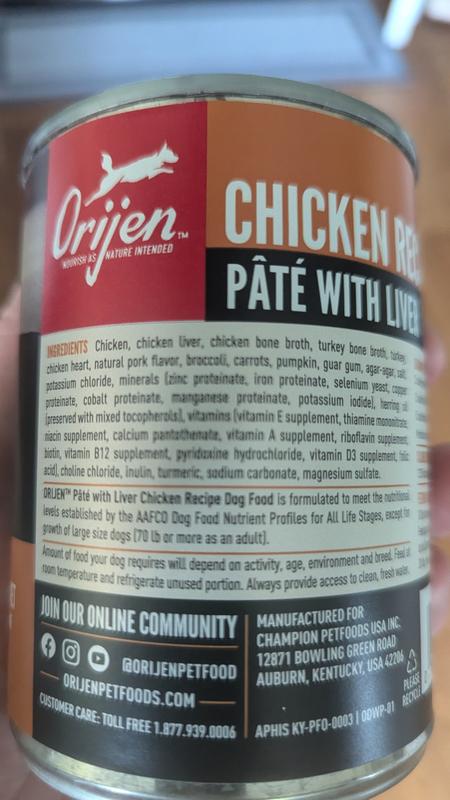 Orijen™
NOURISH AS NATURE INTENDED
CHICKEN REC
PÂTÉ WITH LIVER
INGREDIENTS Chicken, chicken liver, chicken bone broth, turkey bone broth, turkey,
chicken heart, natural pork flavor, broccoli, carrots, pumpkin, guar gum, agar-agar, salt,
potassium chloride, minerals (zinc proteinate, iron proteinate, selenium yeast, copper
proteinate, cobalt proteinate, manganese proteinate, potassium iodide), herring oil
(preserved with mixed tocopherols), vitamins (vitamin E supplement, thiamine mononitrate,
niacin supplement, calcium pantothenate, vitamin A supplement, riboflavin supplement,
biotin, vitamin B12 supplement, pyridoxine hydrochloride, vitamin D3 supplement, folic
acid), choline chloride, inulin, turmeric, sodium carbonate, magnesium sulfate.
ORIJEN™ Pâté with Liver Chicken Recipe Dog Food is formulated to meet the nutritional
levels established by the AAFCO Dog Food Nutrient Profiles for All Life Stages, except for
growth of large size dogs (70 lb or more as an adult).
Amount of food your dog requires will depend on activity, age, environment and breed. Feed at
room temperature and refrigerate unused portion. Always provide access to clean, fresh water.
JOIN OUR ONLINE COMMUNITY
@ORIJENPETFOOD
ORIJENPETFOODS.COM
CUSTOMER CARE: TOLL FREE 1.877.939.0006
MANUFACTURED FOR
CHAMPION PETFOODS USA INC.
12871 BOWLING GREEN ROAD
AUBURN, KENTUCKY, USA 42206
APHIS KY-PFO-0003 | ODWP-01
PLEASE
RECYCLE